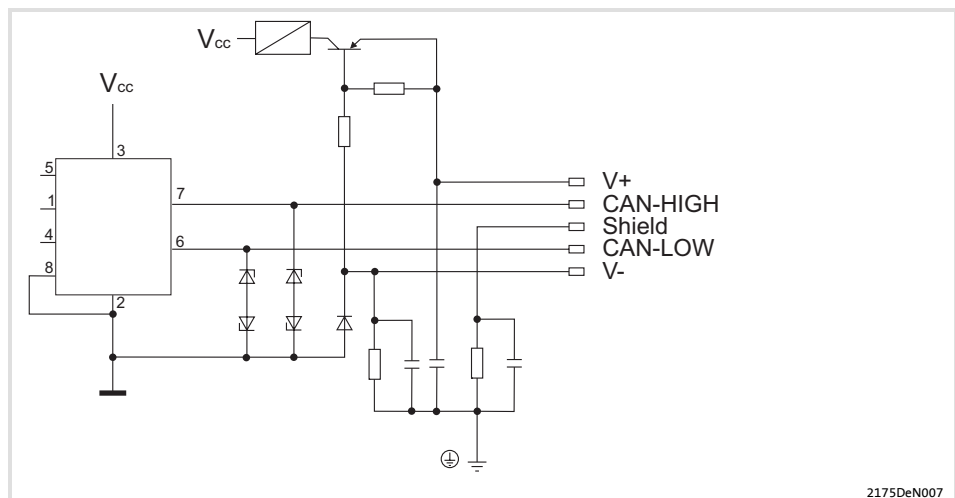 Vcc
Vcc
3
5
1
4
8
7
6
2
V+
CAN-HIGH
Shield
CAN-LOW
V-
2175DeN007